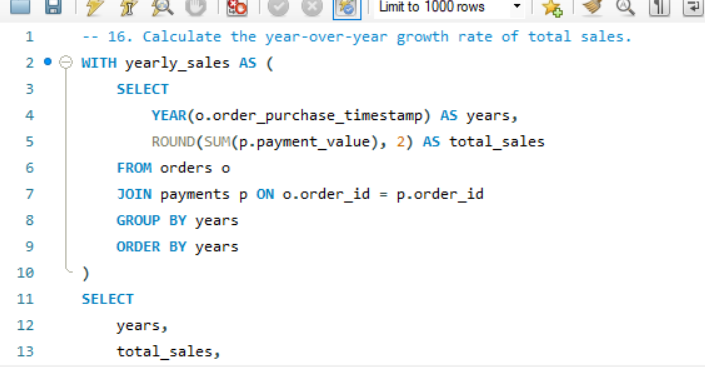 Limit to 1000 rows
1 -- 16. Calculate the year-over-year growth rate of total sales.
2 WITH yearly_sales AS (
3 SELECT
4 YEAR(o.order_purchase_timestamp) AS years,
5 ROUND(SUM(p.payment_value), 2) AS total_sales
6 FROM orders o
7 JOIN payments p ON o.order_id = p.order_id
8 GROUP BY years
9 ORDER BY years
10 )
11 SELECT
12 years,
13 total_sales,